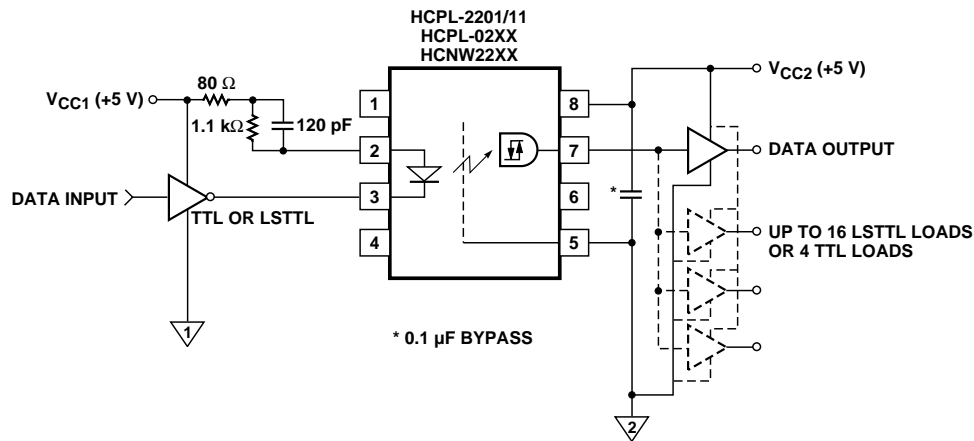 HCPL-2201/11
HCPL-02XX
HCNW22XX
VCC1 (+5 V)
80 Ω
1.1 kΩ
120 pF
1
2
3
4
8
7
6
5
VCC2 (+5 V)
DATA OUTPUT
DATA INPUT
TTL OR LSTTL
*
UP TO 16 LSTTL LOADS
OR 4 TTL LOADS
1
* 0.1 µF BYPASS
2